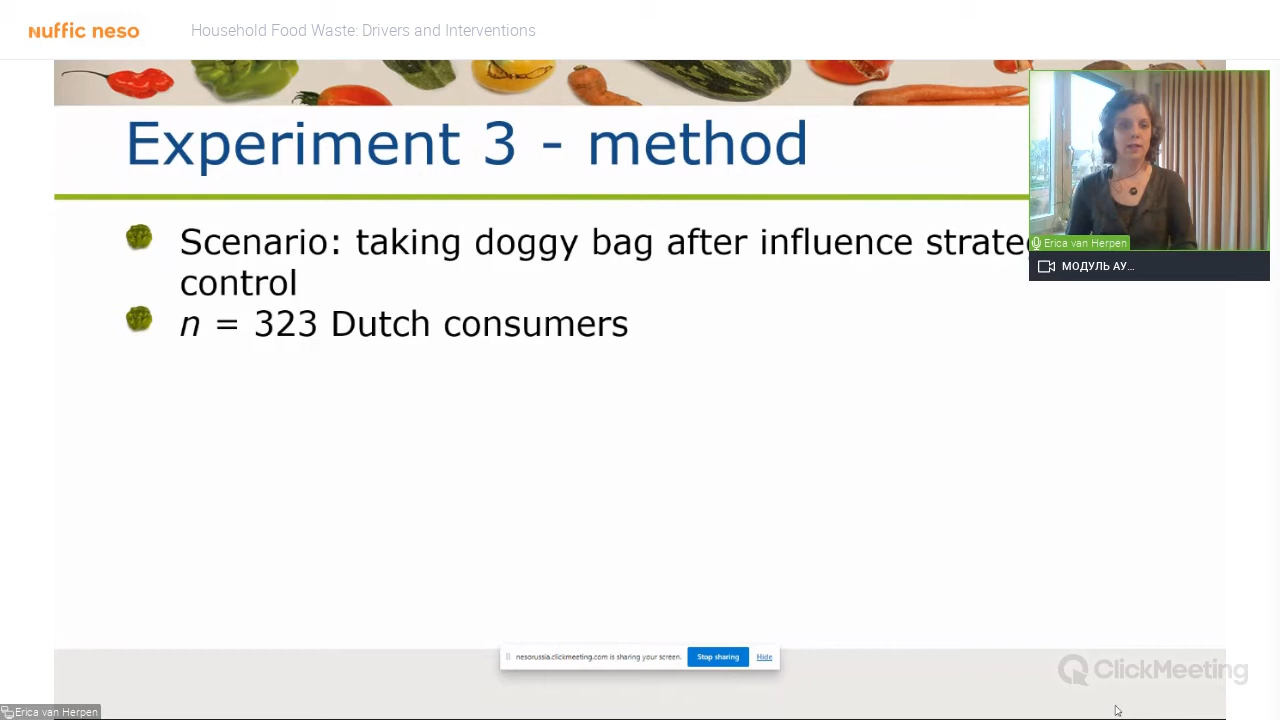 nuffic neso
Household Food Waste: Drivers and Interventions
Experiment 3 - method
Scenario: taking doggy bag after influence
control
n = 323 Dutch consumers
Erica van Herpen
МОДУЛЬ АУ...
nesorussia.clickmeeting.com is sharing your screen.
Stop sharing
Hide
ClickMeeting
Erica van Herpen